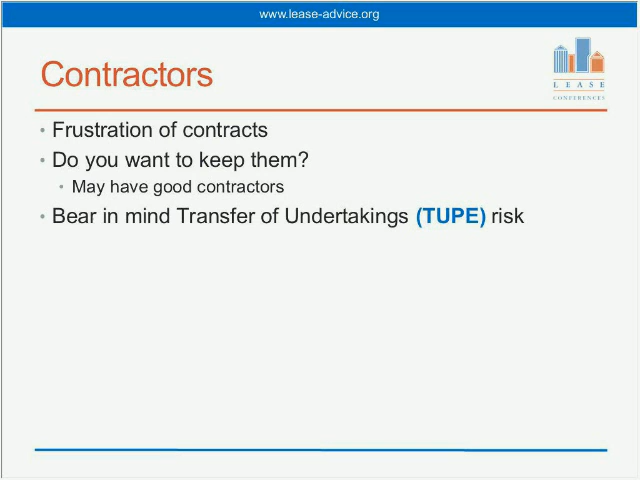 www.lease-advice.org
Contractors
LEASE
CONFERENCES
• Frustration of contracts
• Do you want to keep them?
• May have good contractors
• Bear in mind Transfer of Undertakings (TUPE) risk